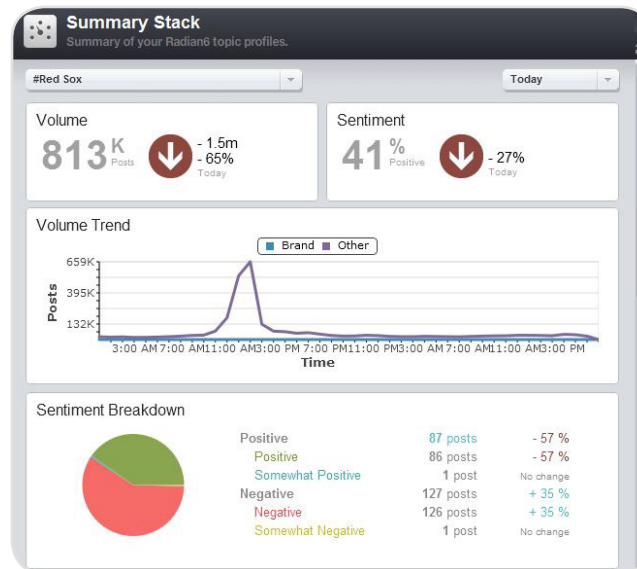 Summary Stack
Summary of your Radian6 topic profiles.
#Red Sox
Today
Volume
813 K Posts
- 1.5m
- 65%
Today
Sentiment
41 % Positive
- 27%
Today
Volume Trend
Brand Other
659K
395K
132K
Posts
3:00 AM 7:00 AM 11:00 AM 3:00 PM 7:00 PM 11:00 PM 3:00 AM 7:00 AM 11:00 AM 3:00 PM
Time
Sentiment Breakdown
Positive 87 posts - 57 %
Positive 86 posts - 57 %
Somewhat Positive 1 post No change
Negative 127 posts + 35 %
Negative 126 posts + 35 %
Somewhat Negative 1 post No change